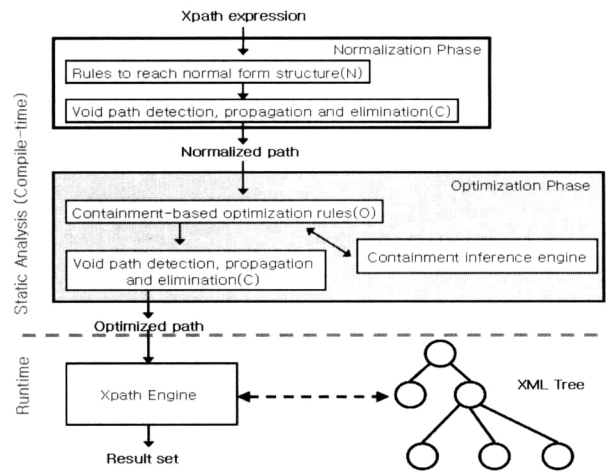 Xpath expression
Normalization Phase
Rules to reach normal form structure(N)
Void path detection, propagation and elimination(C)
Normalized path
Optimization Phase
Containment-based optimization rules(O)
Void path detection, propagation
and elimination(C)
Containment inference engine
Optimized path
Static Analysis (Compile-time)
Runtime
Xpath Engine
XML Tree
Result set